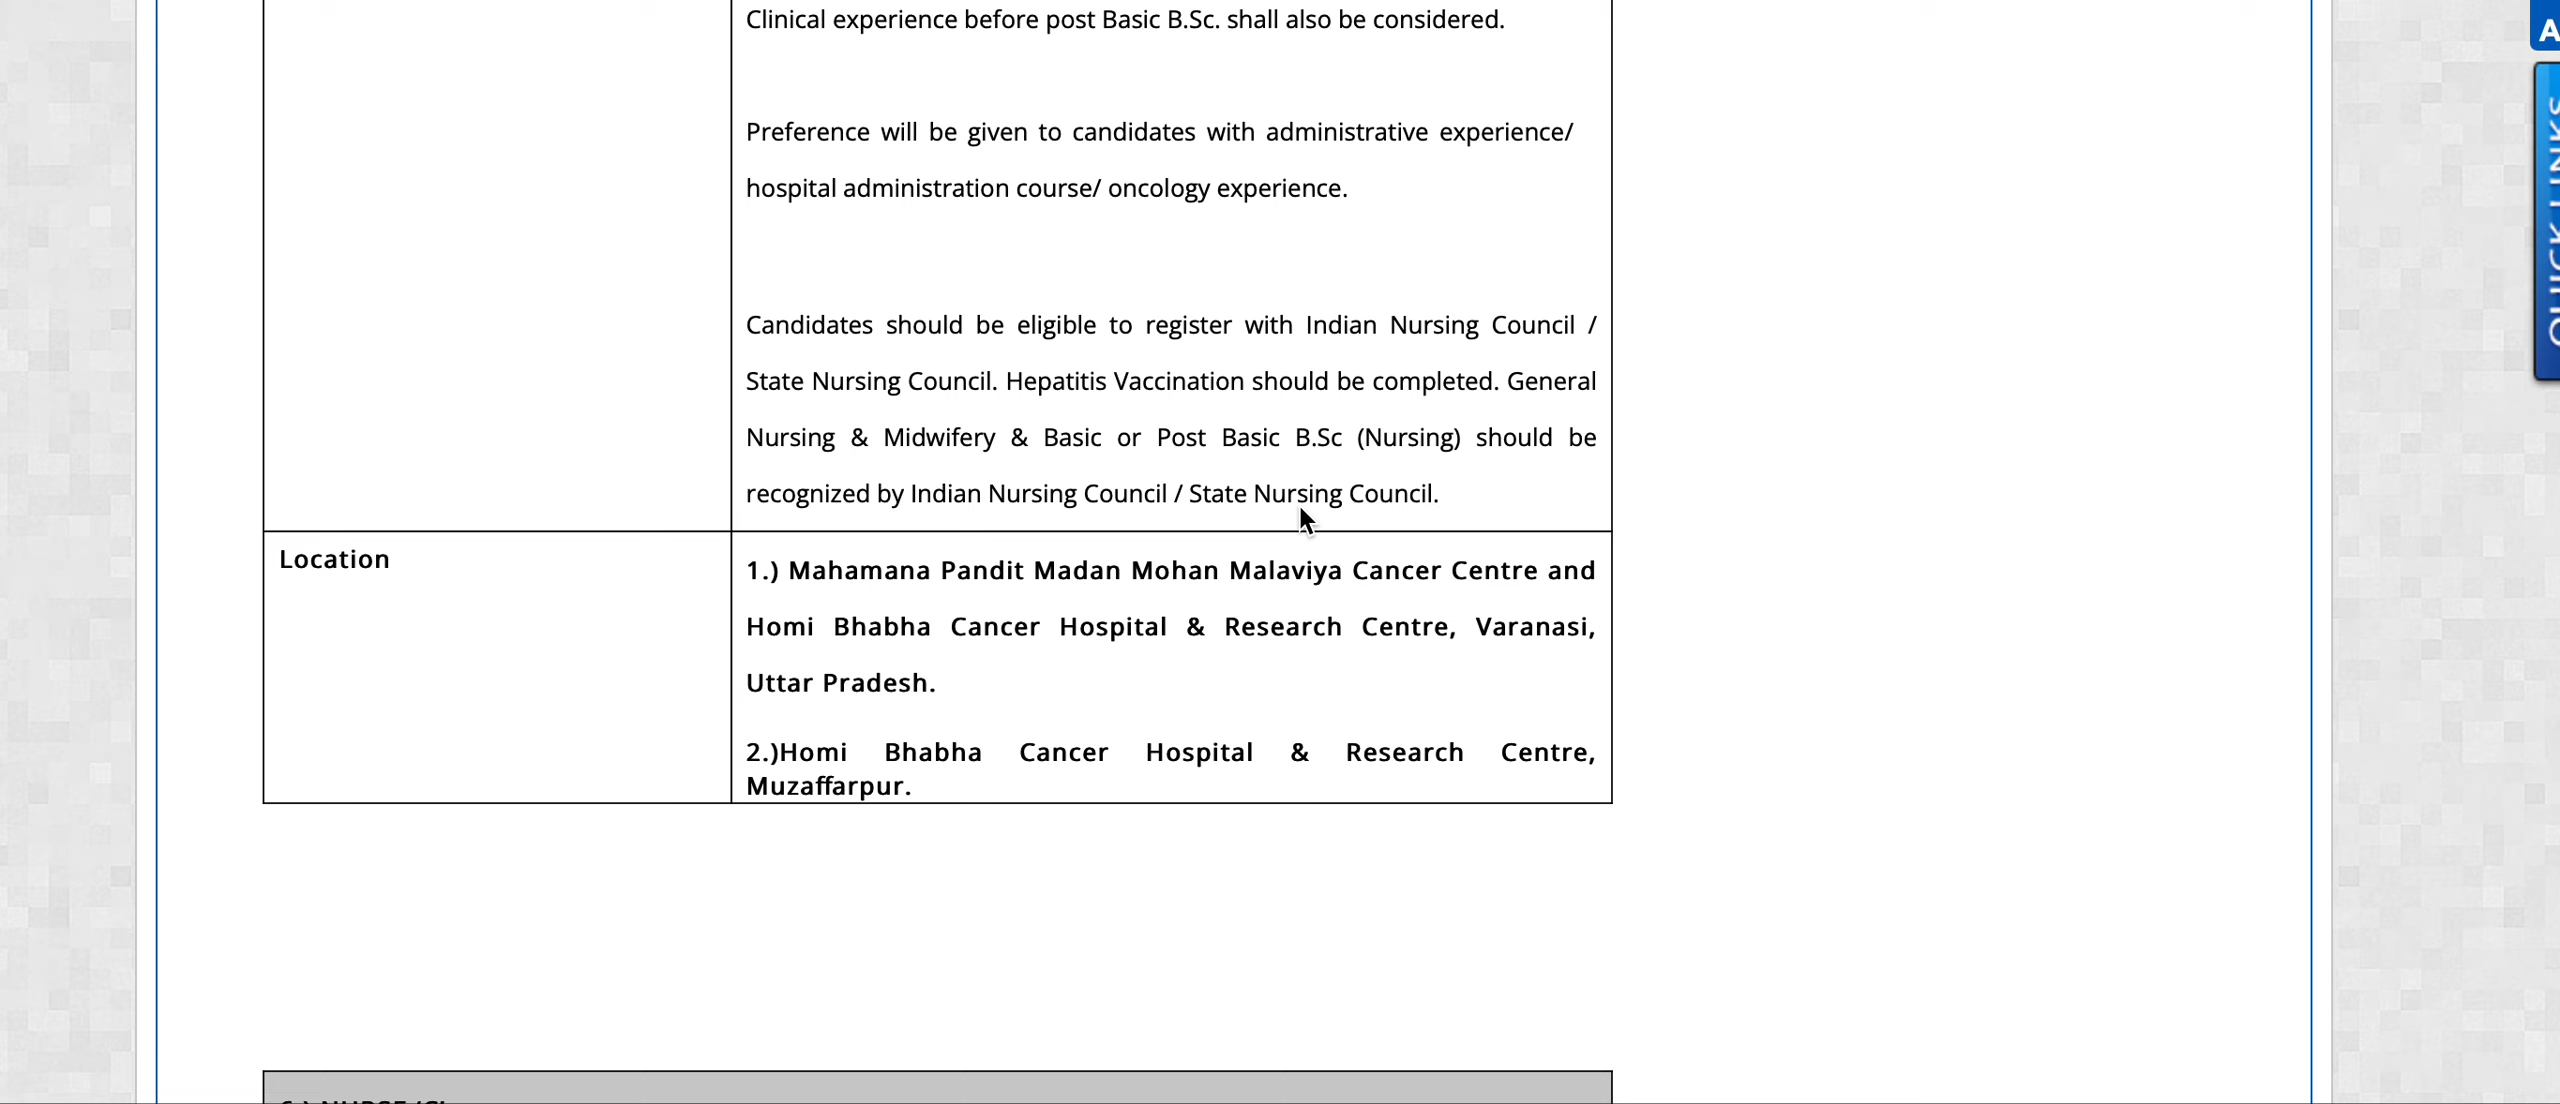 Clinical experience before post Basic B.Sc. shall also be considered.
Preference will be given to candidates with administrative experience/
hospital administration course/ oncology experience.
Candidates should be eligible to register with Indian Nursing Council /
State Nursing Council. Hepatitis Vaccination should be completed. General
Nursing & Midwifery & Basic or Post Basic B.Sc (Nursing) should be
recognized by Indian Nursing Council / State Nursing Council.
Location
1.) Mahamana Pandit Madan Mohan Malaviya Cancer Centre and
Homi Bhabha Cancer Hospital & Research Centre, Varanasi,
Uttar Pradesh.
2.)Homi Bhabha Cancer Hospital & Research Centre,
Muzaffarpur.
A
QUICK LINKS